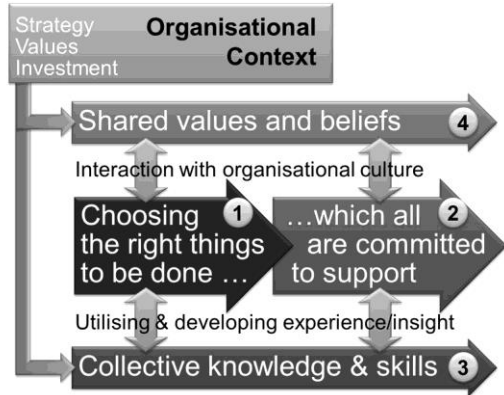 Strategy
Values
Investment
Organisational
Context
Shared values and beliefs 4
Interaction with organisational culture
Choosing 1
the right things
to be done ...
...which all 2
are committed
to support
Utilising & developing experience/insight
Collective knowledge & skills 3